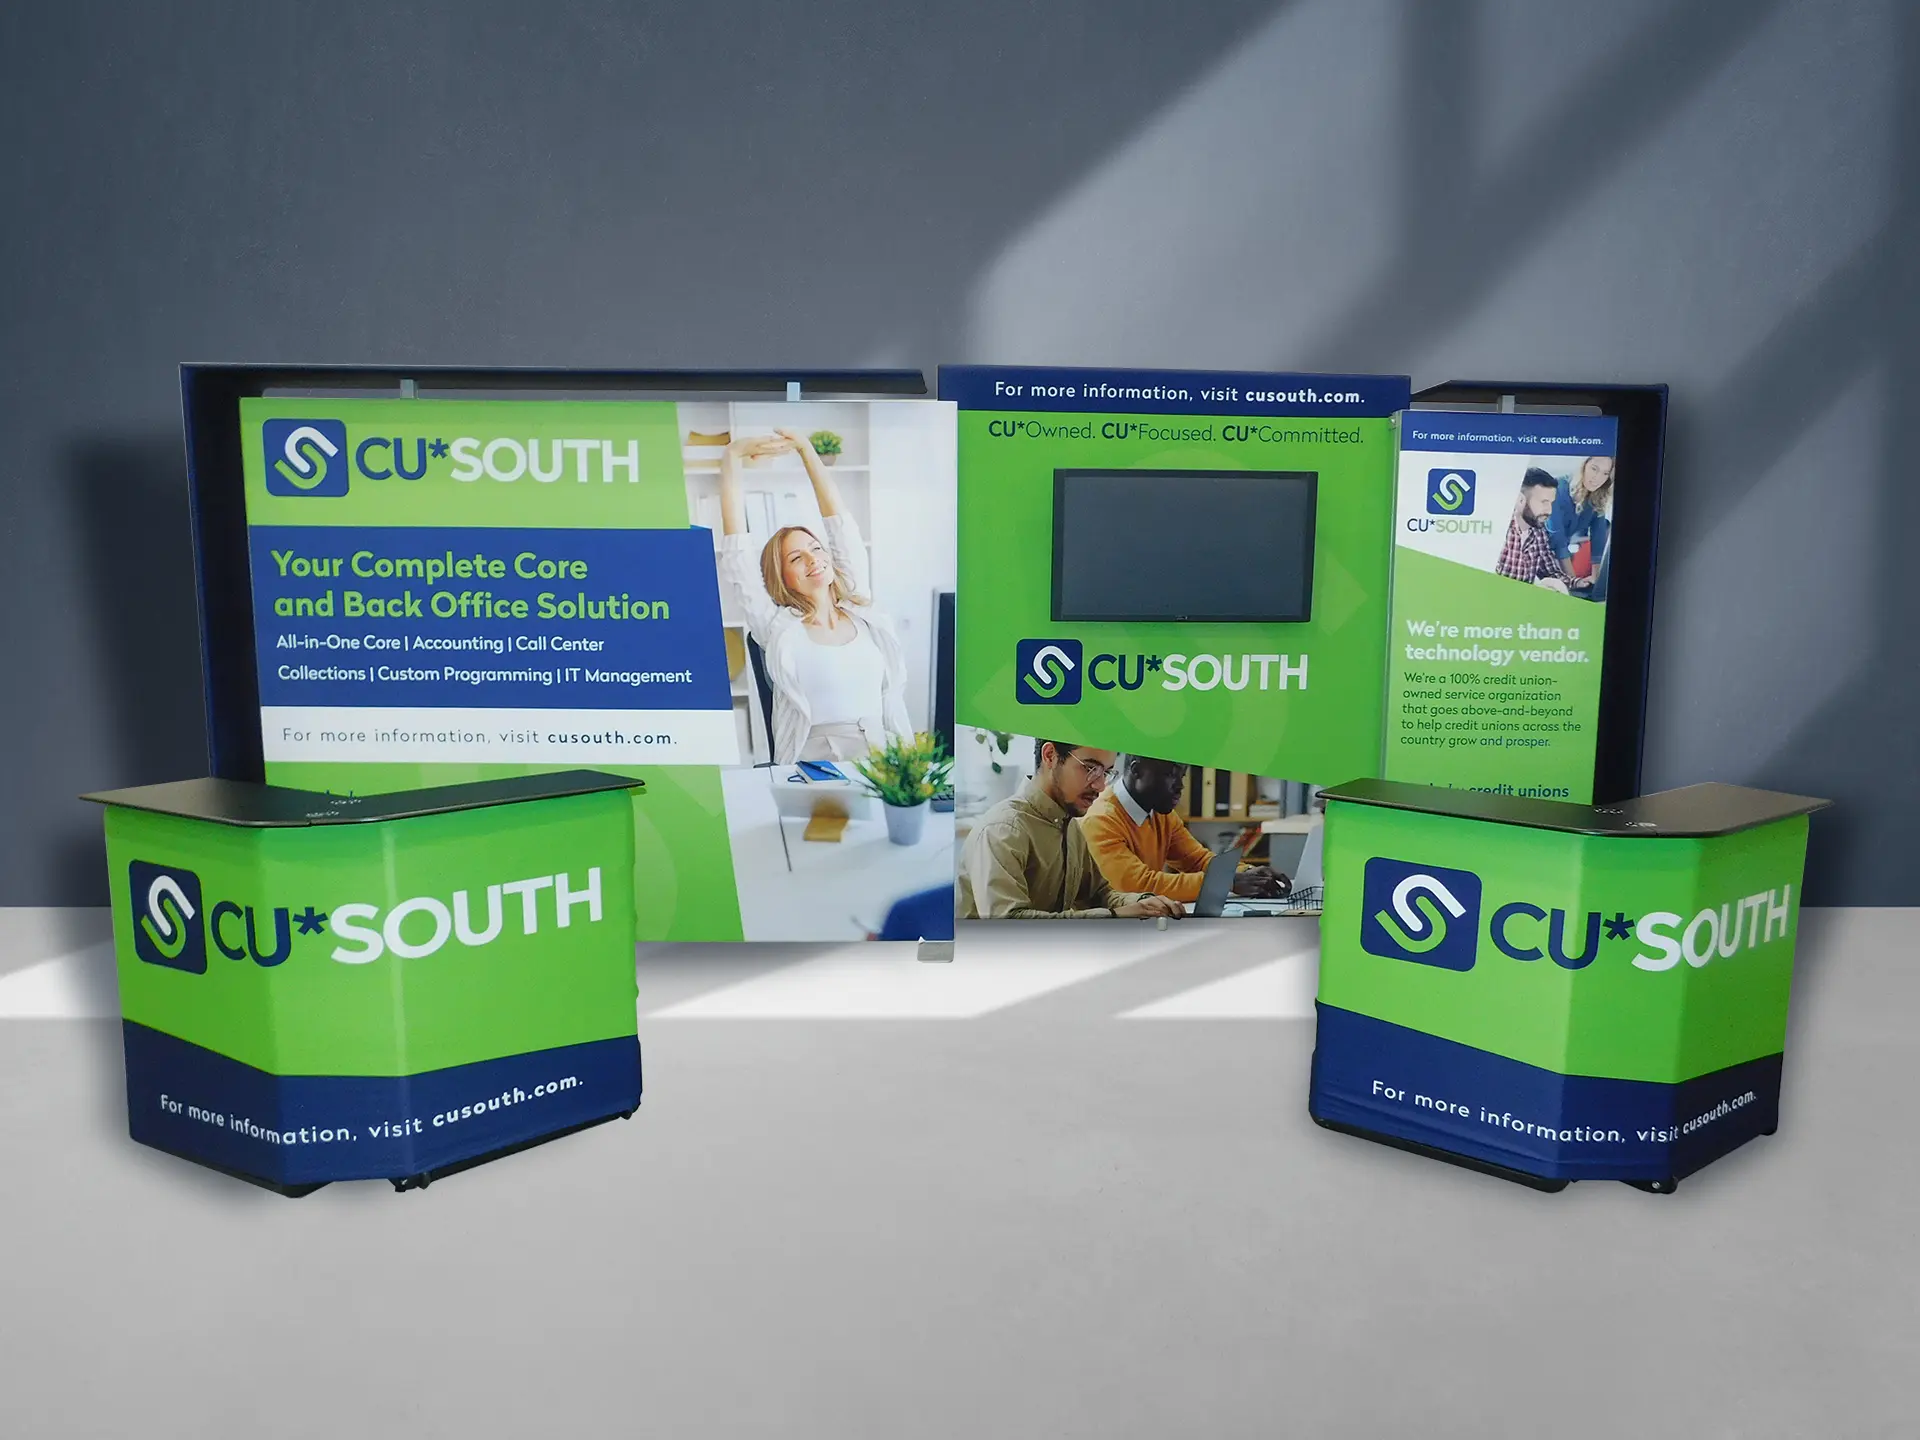 CU*SOUTH
Your Complete Core
and Back Office Solution
All-in-One Core | Accounting | Call Center
Collections | Custom Programming | IT Management
For more information, visit cusouth.com.
For more information, visit cusouth.com.
CU*Owned. CU*Focused. CU*Committed.
CU*SOUTH
For more information, visit cusouth.com.
CU*SOUTH
We're more than a
technology vendor.
We're a 100% credit union-
owned service organization
that goes above-and-beyond
to help credit unions across the
country grow and prosper.
credit unions
CU*SOUTH
For more information, visit cusouth.com.
CU*SOUTH
For more information, visit cusouth.com.